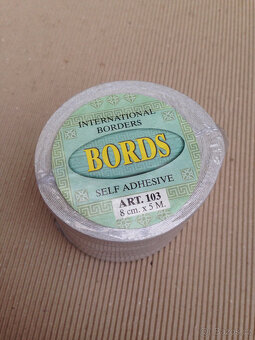 INTERNATIONAL
BORDERS
BORDS
SELF ADHESIVE
ART. 103
8 cm. x 5 M.